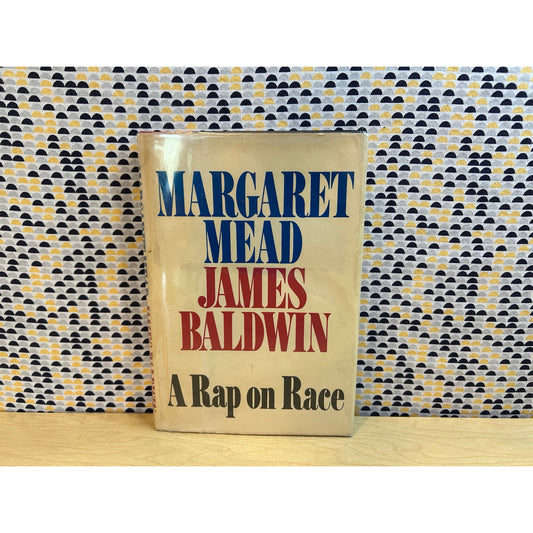 MARGARET
MEAD
JAMES
BALDWIN
A Rap on Race